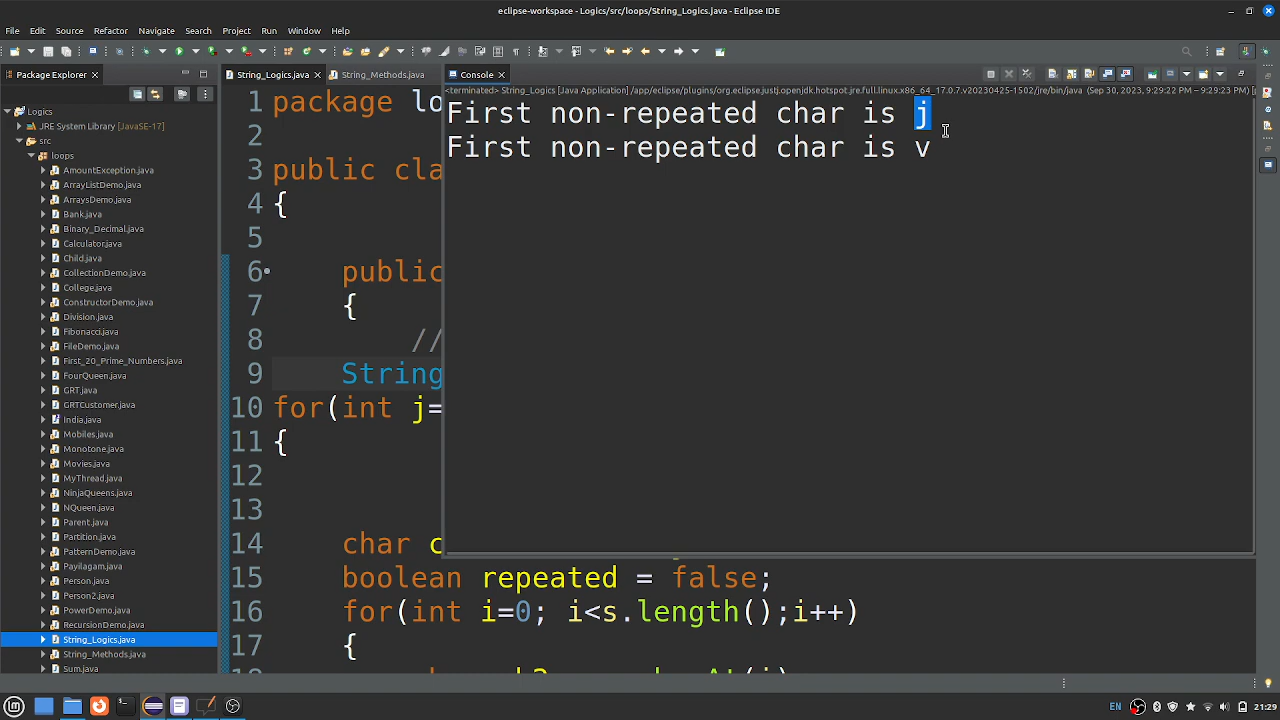 eclipse-workspace - Logics/src/loops/String_Logics.java - Eclipse IDE
File Edit Source Refactor Navigate Search Project Run Window Help
Package Explorer
String_Logics.java
String_Methods.java
Console
Logics
JRE System Library [JavaSE-17]
src
loops
AmountException.java
ArrayListDemo.java
ArraysDemo.java
Bank.java
Binary_Decimal.java
Calculator.java
Child.java
CollectionDemo.java
College.java
ConstructorDemo.java
Division.java
Fibonacci.java
FileDemo.java
First_20_Prime_Numbers.java
FourQueen.java
GRT.java
GRTCustomer.java
India.java
Mobiles.java
Monotone.java
Movies.java
MyThread.java
NinjaQueens.java
NQueen.java
Parent.java
Partition.java
PatternDemo.java
Payilagam.java
Person.java
Person2.java
PowerDemo.java
RecursionDemo.java
String_Logics.java
String_Methods.java
Sum.java
1 package lo
2
3 public cla
4 {
5
6 public
7 {
8 //
9 String
10 for(int j=
11 {
12
13
14 char c
15 boolean repeated = false;
16 for(int i=0; i<s.length();i++)
17 {
<terminated> String_Logics [Java Application] /app/eclipse/plugins/org.eclipse.justj.openjdk.hotspot.jre.full.linux.x86_64_17.0.7.v20230425-1502/jre/bin/java (Sep 30, 2023, 9:29:22 PM – 9:29:23 PM)
First non-repeated char is j
First non-repeated char is v
EN
21:29